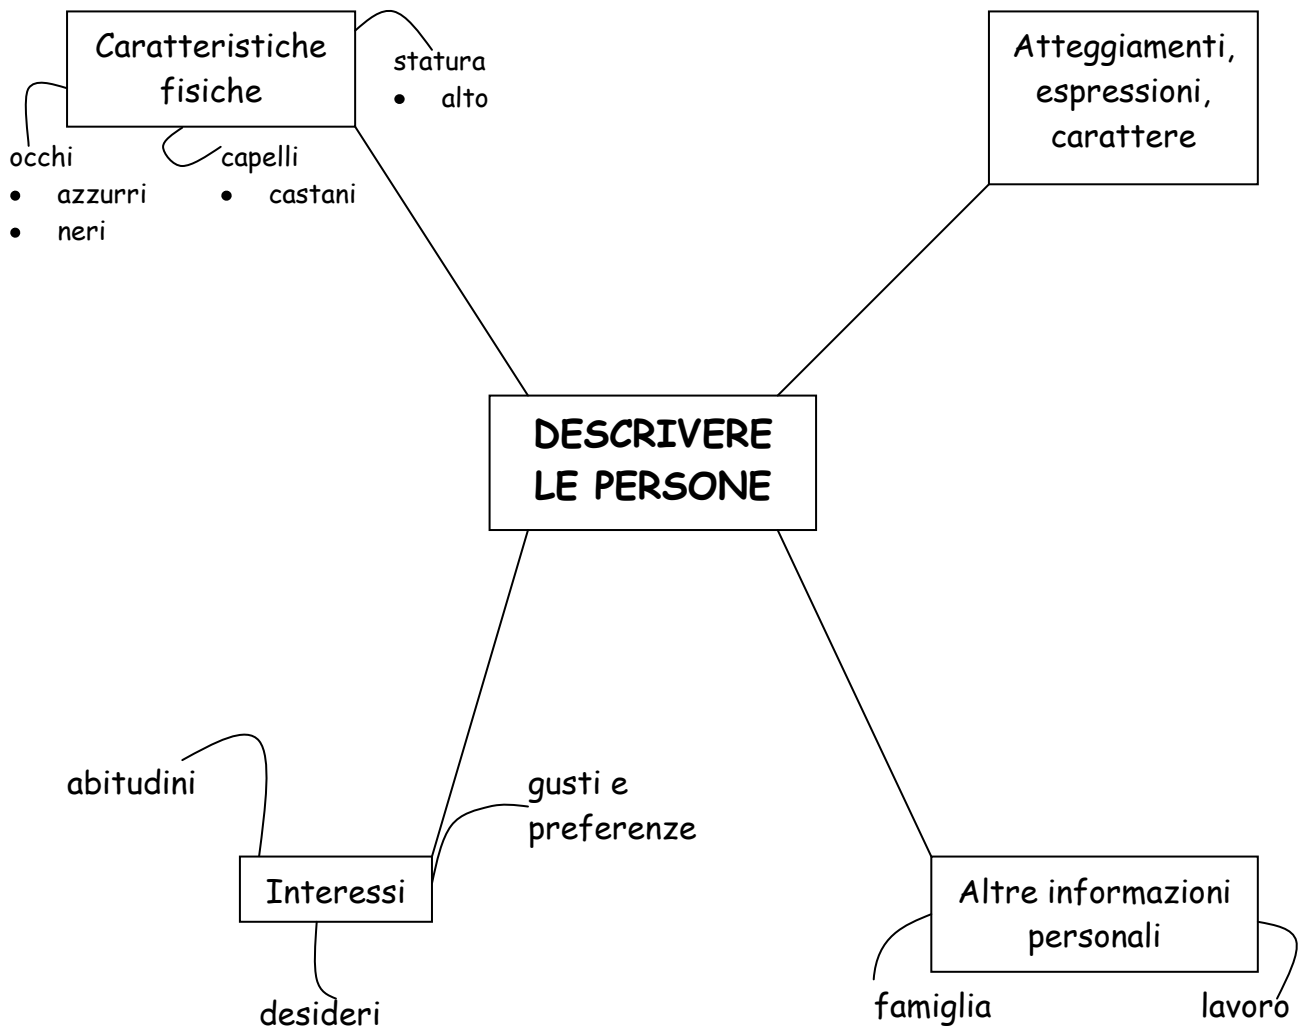 Caratteristiche
fisiche
statura
• alto
occhi
• azzurri
• neri
capelli
• castani
Atteggiamenti,
espressioni,
carattere
DESCRIVERE
LE PERSONE
abitudini
gusti e
preferenze
Interessi
desideri
Altre informazioni
personali
famiglia
lavoro